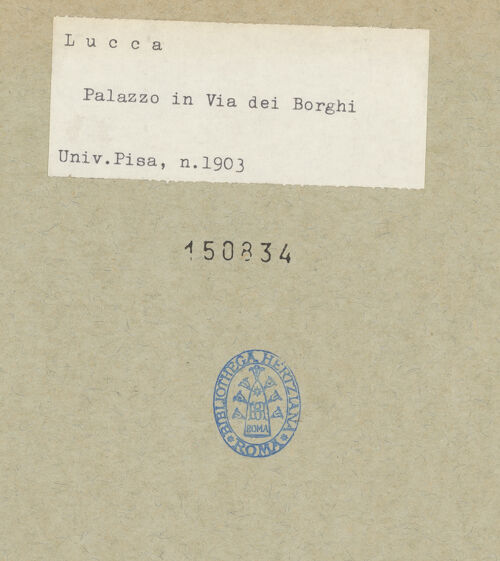 Lucca
Palazzo in Via dei Borghi
Univ.Pisa, n.1903
150834
BIBLIOTHECA HERTZIANA
ROMA
ROMA